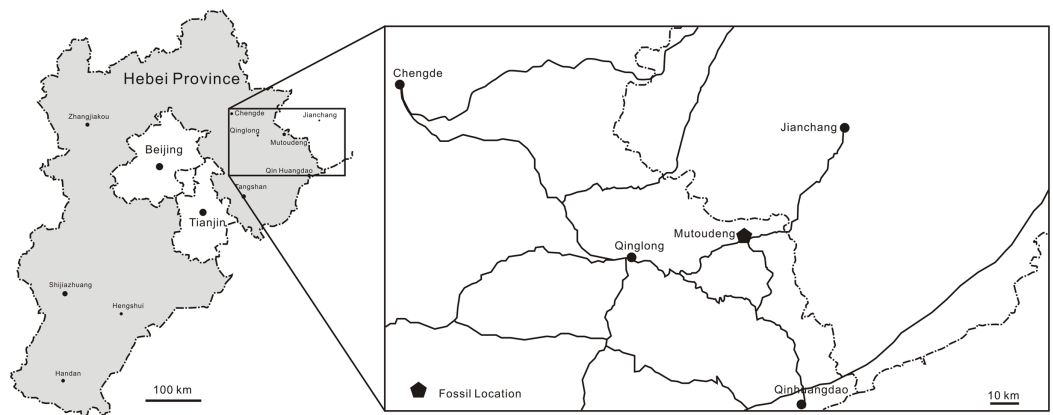 Hebei Province
Zhangjiakou
Chengde
Jianchang
Qinglong
Mutoudeng
Beijing
Qin Huangdao
Tangshan
Tianjin
Shijiazhuang
Hengshui
Handan
100 km
Chengde
Jianchang
Mutoudeng
Qinglong
Qinhuangdao
Fossil Location
10 km